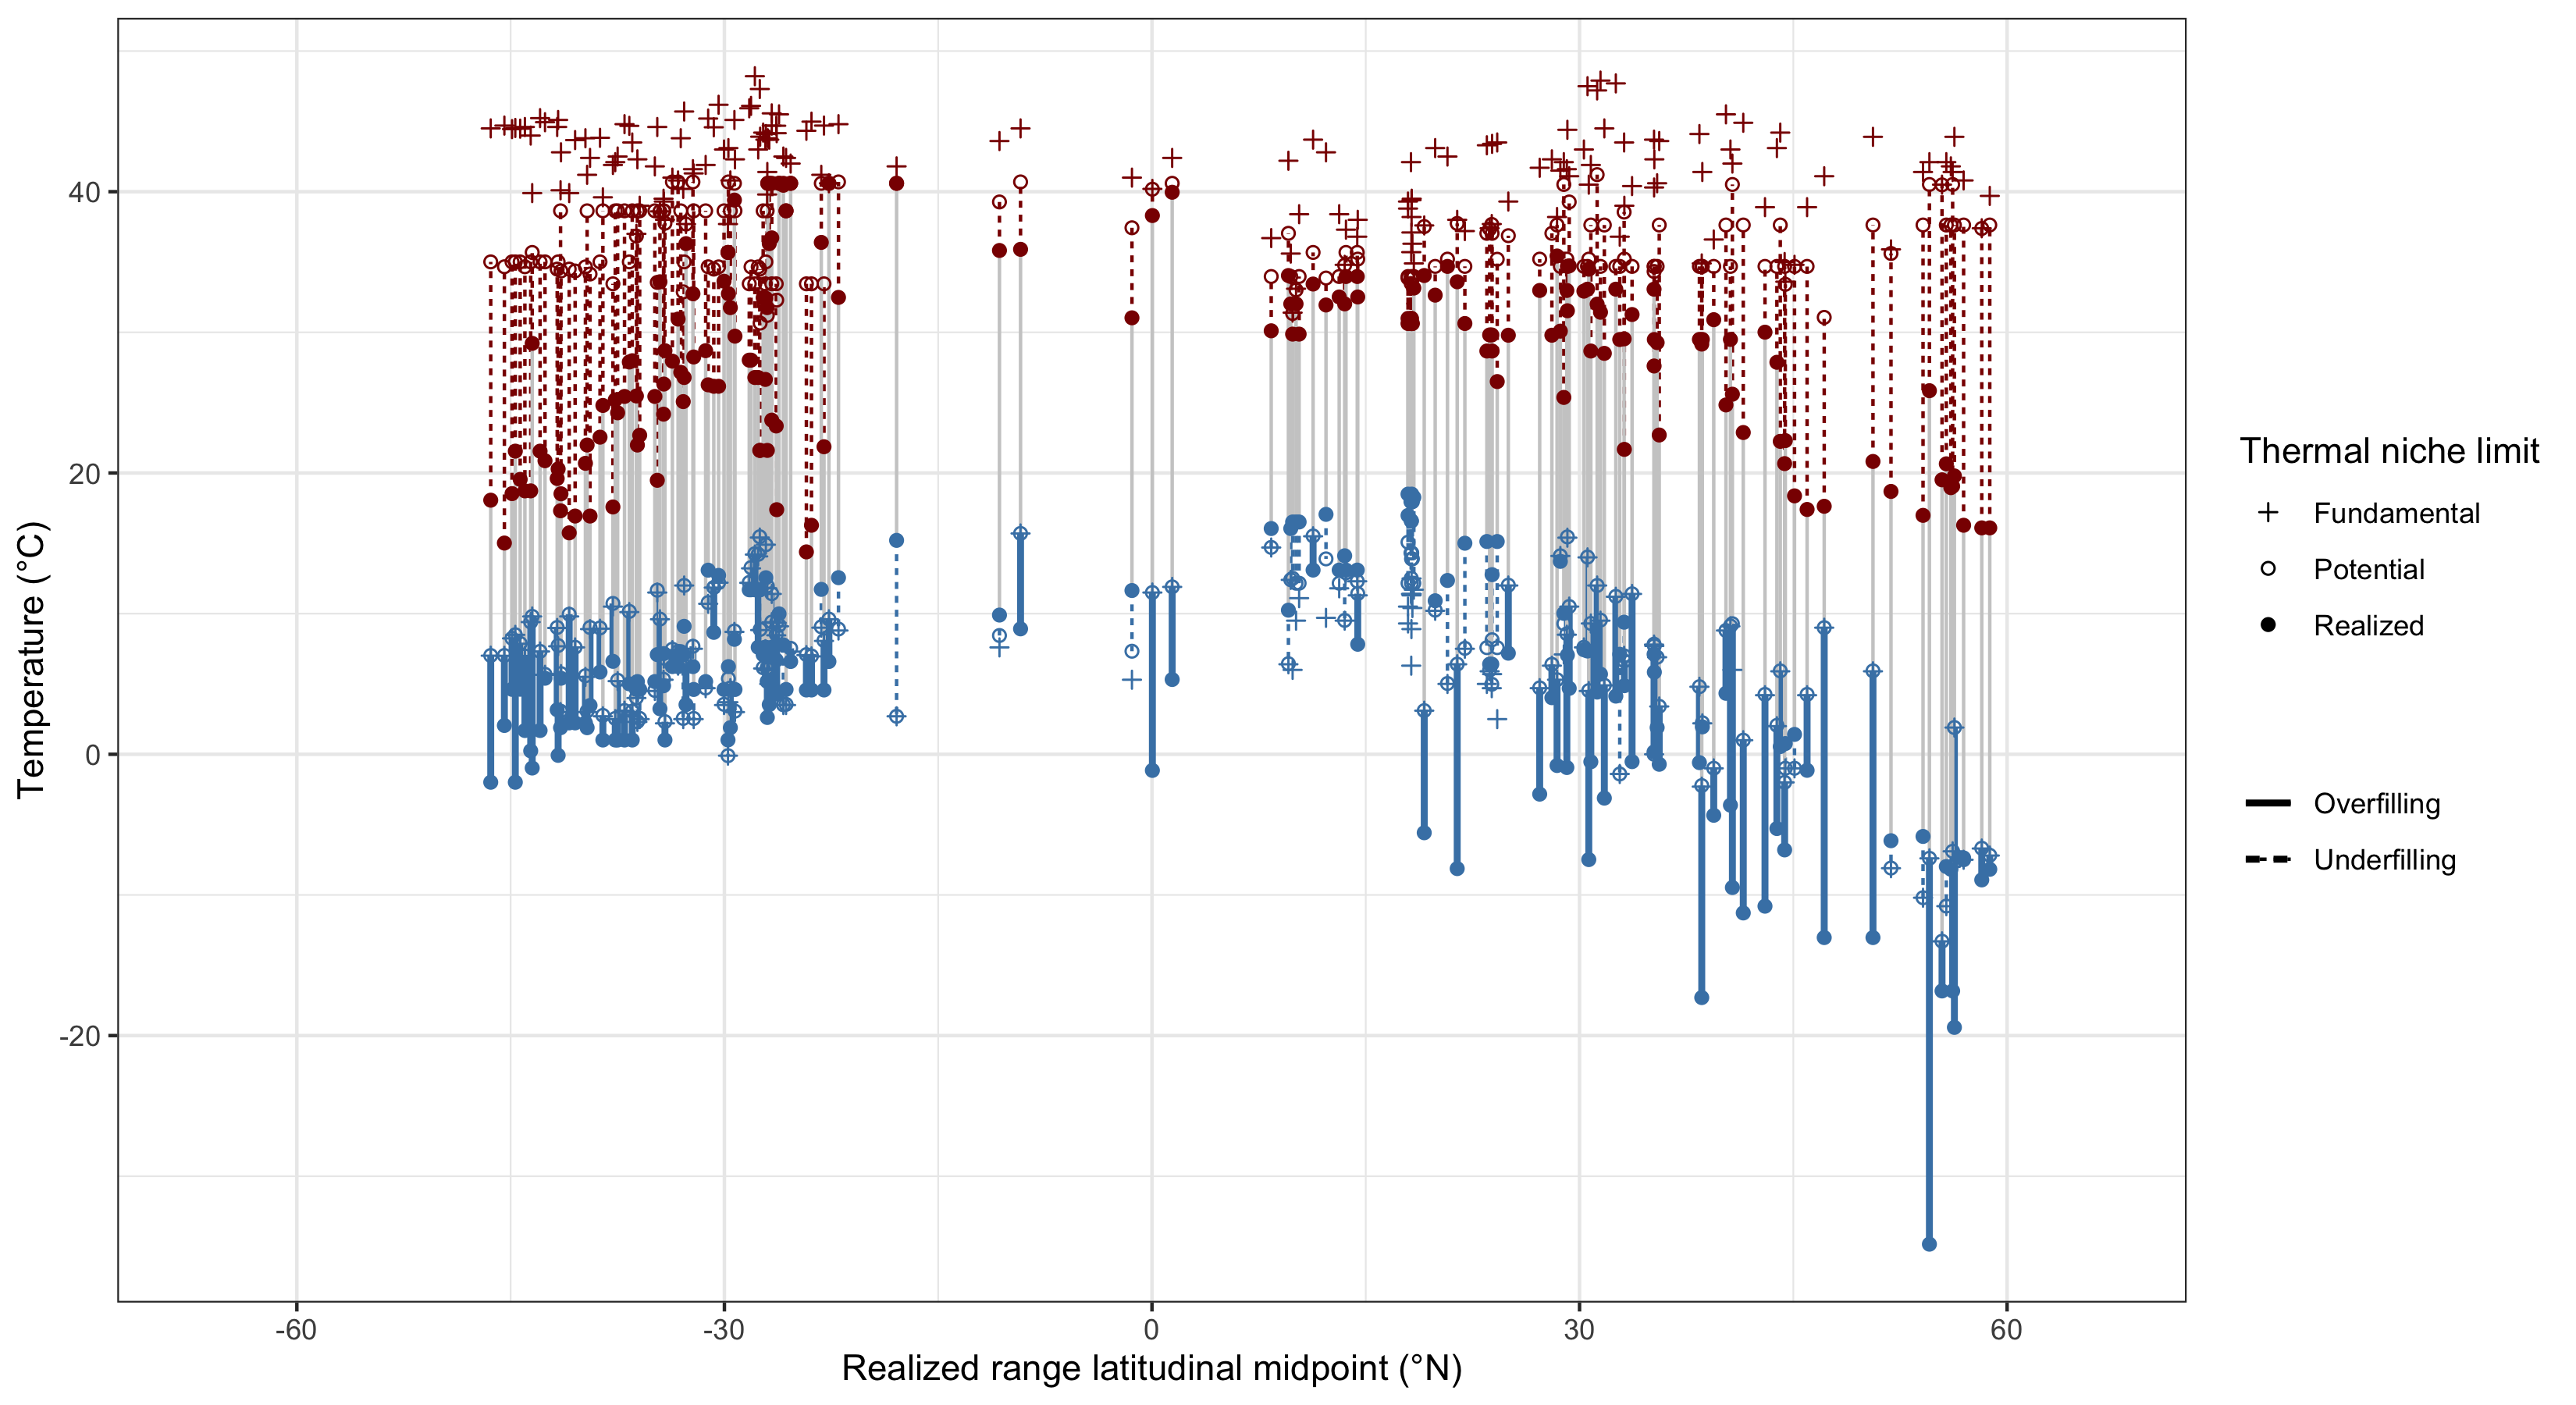 40
20
0
-20
Temperature (°C)
-60
-30
0
30
60
Realized range latitudinal midpoint (°N)
Thermal niche limit
Fundamental
Potential
Realized
Overfilling
Underfilling